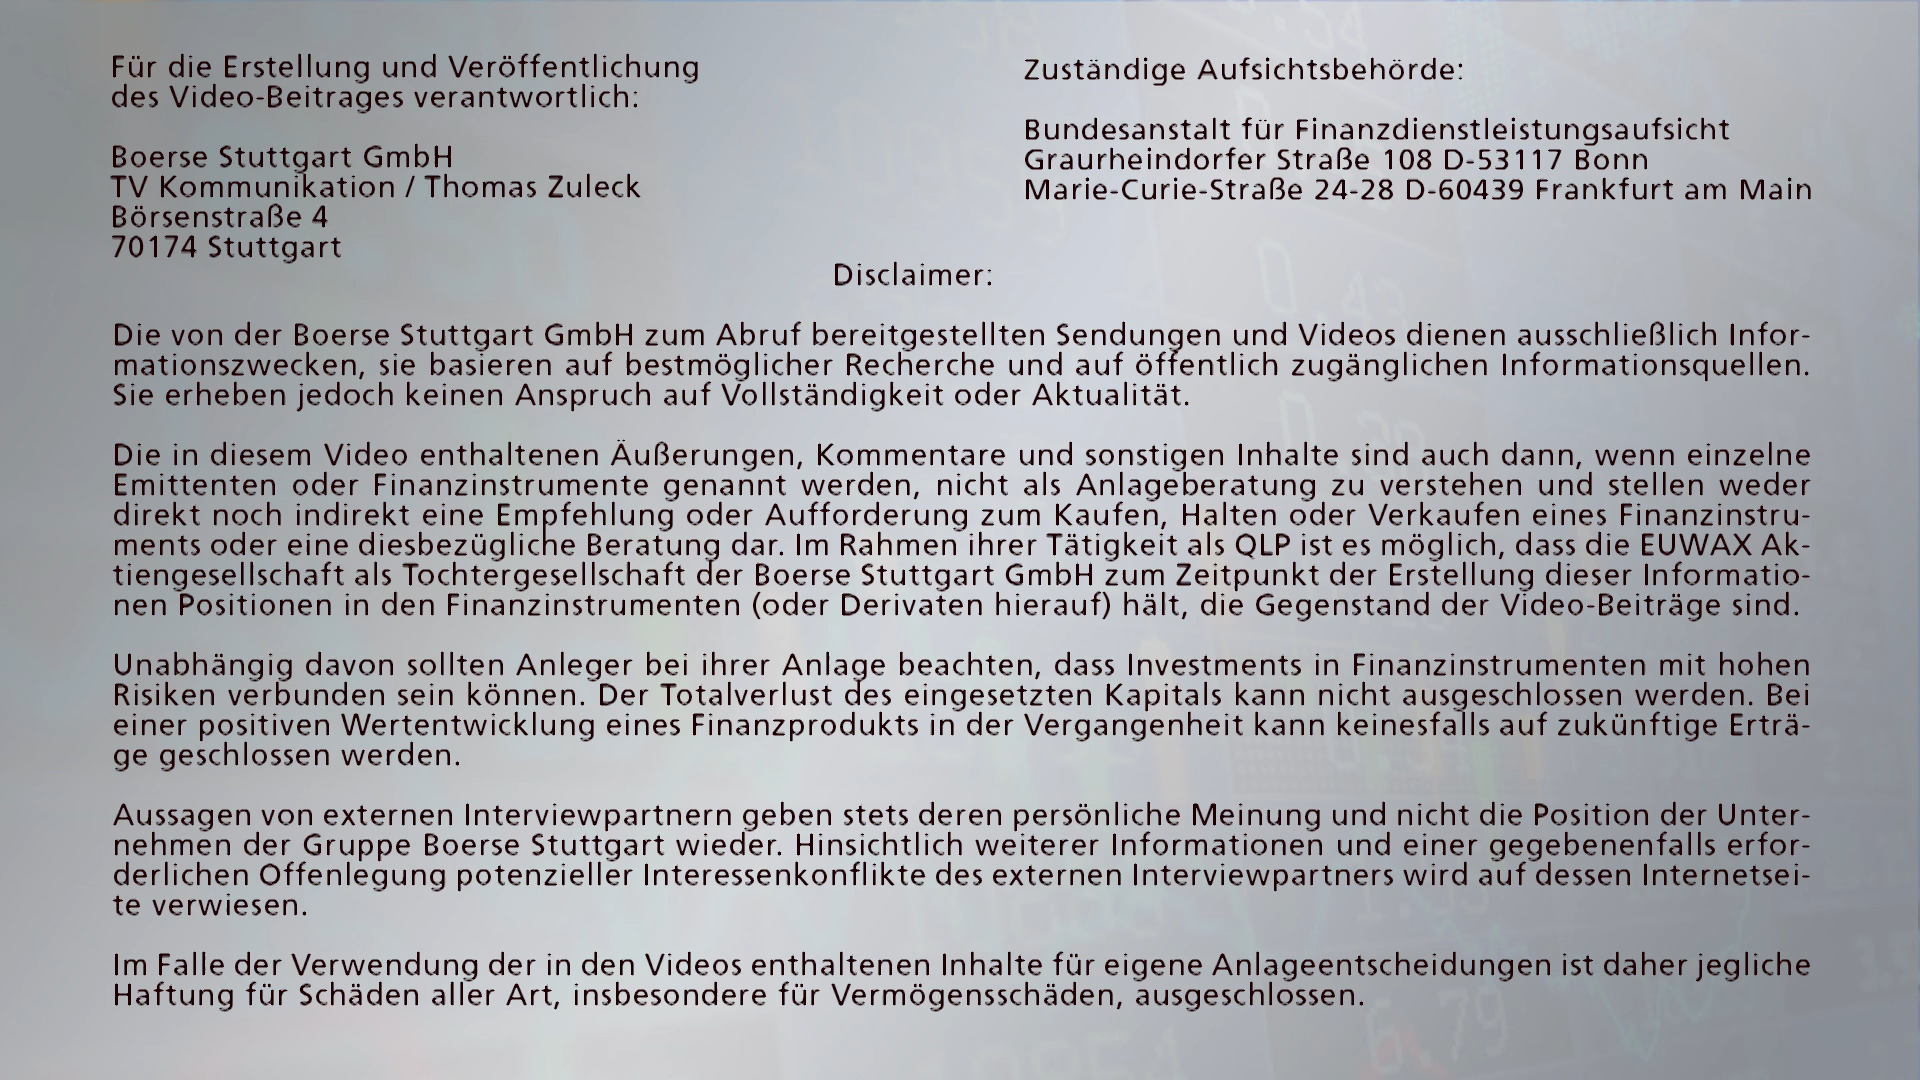 Für die Erstellung und Veröffentlichung
des Video-Beitrages verantwortlich:
Boerse Stuttgart GmbH
TV Kommunikation / Thomas Zuleck
Börsenstraße 4
70174 Stuttgart
Zuständige Aufsichtsbehörde:
Bundesanstalt für Finanzdienstleistungsaufsicht
Graurheindorfer Straße 108 D-53117 Bonn
Marie-Curie-Straße 24-28 D-60439 Frankfurt am Main
Disclaimer:
Die von der Boerse Stuttgart GmbH zum Abruf bereitgestellten Sendungen und Videos dienen ausschließlich Infor-
mationszwecken, sie basieren auf bestmöglicher Recherche und auf öffentlich zugänglichen Informationsquellen.
Sie erheben jedoch keinen Anspruch auf Vollständigkeit oder Aktualität.
Die in diesem Video enthaltenen Äußerungen, Kommentare und sonstigen Inhalte sind auch dann, wenn einzelne
Emittenten oder Finanzinstrumente genannt werden, nicht als Anlageberatung zu verstehen und stellen weder
direkt noch indirekt eine Empfehlung oder Aufforderung zum Kaufen, Halten oder Verkaufen eines Finanzinstru-
ments oder eine diesbezügliche Beratung dar. Im Rahmen ihrer Tätigkeit als QLP ist es möglich, dass die EUWAX Ak-
tiengesellschaft als Tochtergesellschaft der Boerse Stuttgart GmbH zum Zeitpunkt der Erstellung dieser Informatio-
nen Positionen in den Finanzinstrumenten (oder Derivaten hierauf) hält, die Gegenstand der Video-Beiträge sind.
Unabhängig davon sollten Anleger bei ihrer Anlage beachten, dass Investments in Finanzinstrumenten mit hohen
Risiken verbunden sein können. Der Totalverlust des eingesetzten Kapitals kann nicht ausgeschlossen werden. Bei
einer positiven Wertentwicklung eines Finanzprodukts in der Vergangenheit kann keinesfalls auf zukünftige Erträ-
ge geschlossen werden.
Aussagen von externen Interviewpartnern geben stets deren persönliche Meinung und nicht die Position der Unter-
nehmen der Gruppe Boerse Stuttgart wieder. Hinsichtlich weiterer Informationen und einer gegebenenfalls erfor-
derlichen Offenlegung potenzieller Interessenkonflikte des externen Interviewpartners wird auf dessen Internetsei-
te verwiesen.
Im Falle der Verwendung der in den Videos enthaltenen Inhalte für eigene Anlageentscheidungen ist daher jegliche
Haftung für Schäden aller Art, insbesondere für Vermögensschäden, ausgeschlossen.